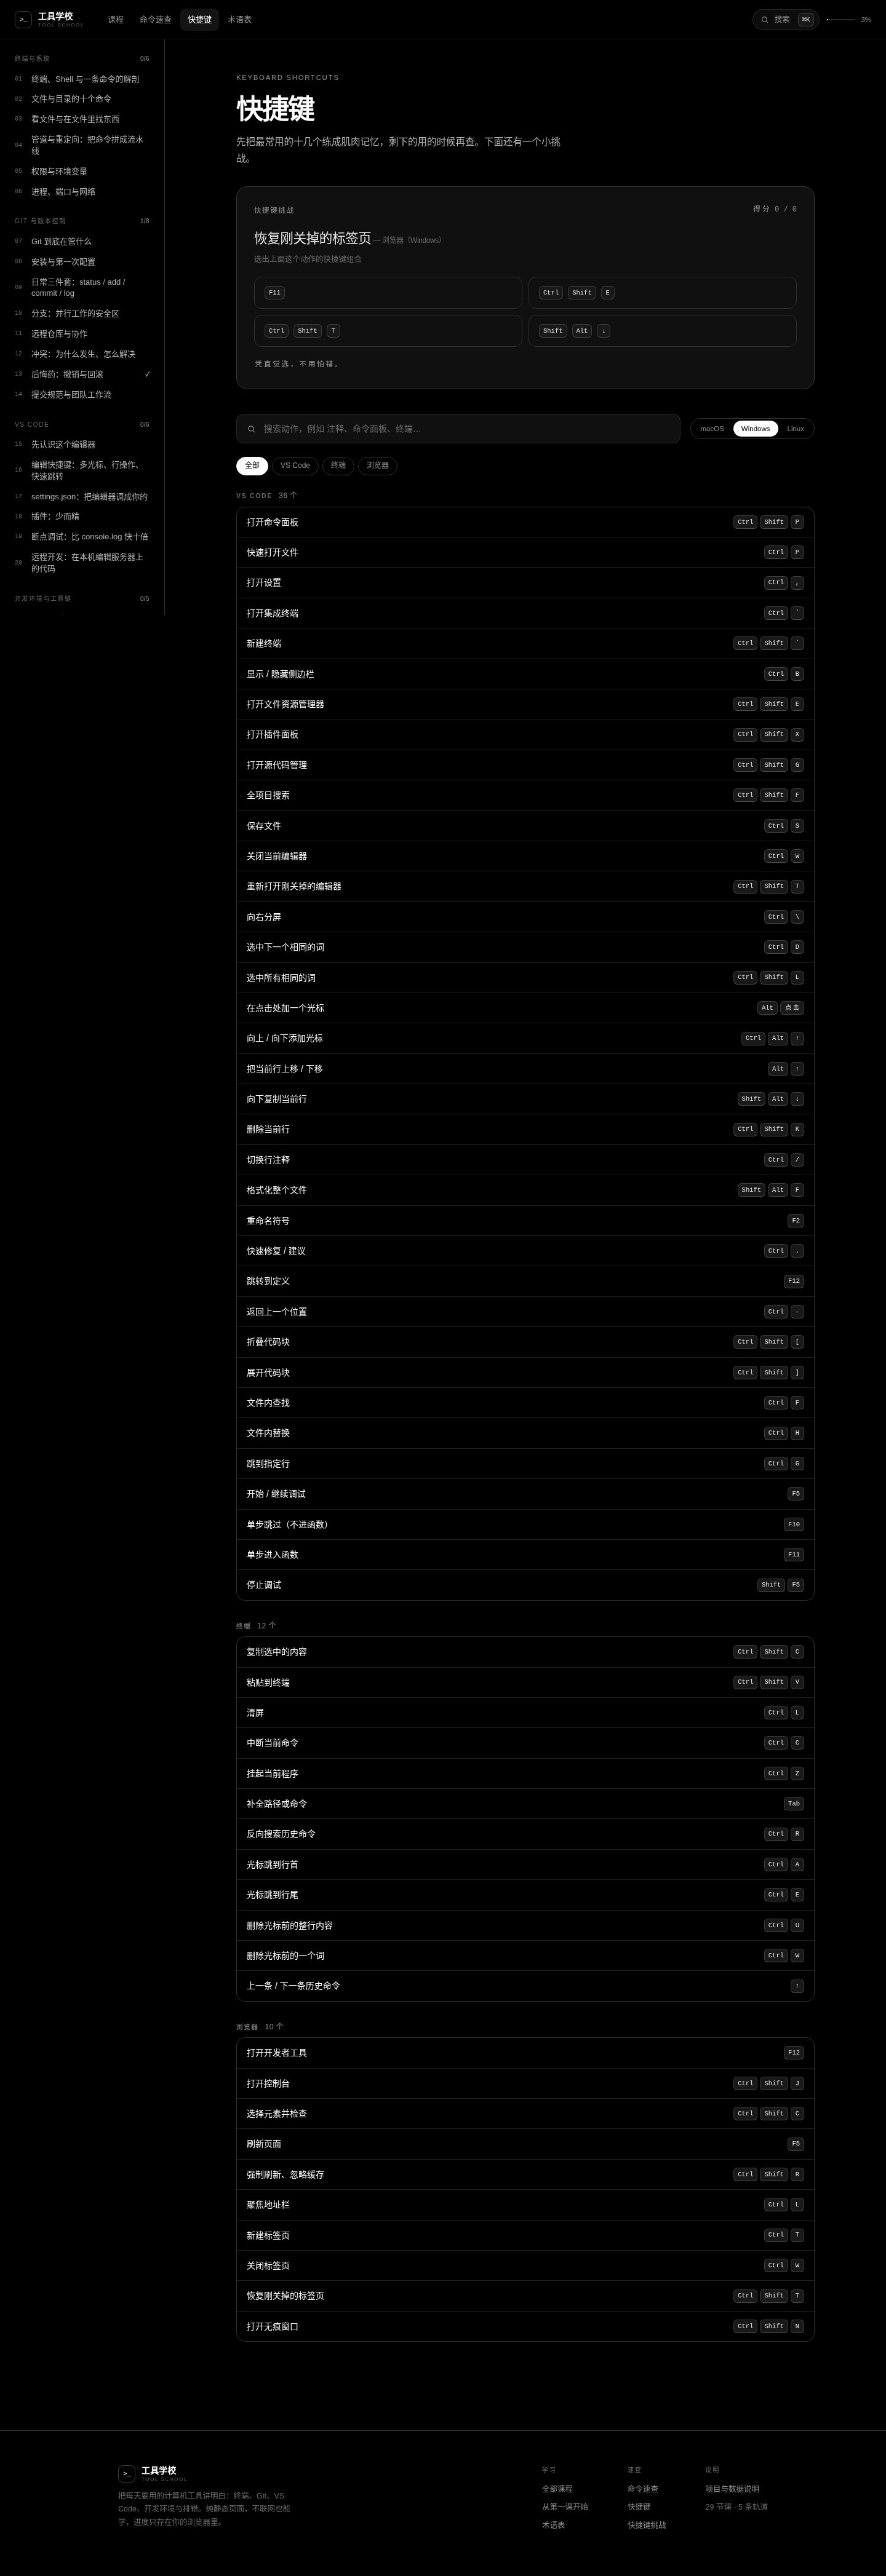 >_ 工具学校
TOOL SCHOOL
课程 命令速查 快捷键 术语表
搜索 ⌘K 3%
终端与系统 0/6
01 终端、Shell 与一条命令的解剖
02 文件与目录的十个命令
03 看文件与在文件里找东西
04 管道与重定向：把命令拼成流水
线
05 权限与环境变量
06 进程、端口与网络
GIT 与版本控制 1/8
07 Git 到底在管什么
08 安装与第一次配置
09 日常三件套：status / add /
commit / log
10 分支：并行工作的安全区
11 远程仓库与协作
12 冲突：为什么发生、怎么解决
13 后悔药：撤销与回滚 ✓
14 提交规范与团队工作流
VS CODE 0/6
15 先认识这个编辑器
16 编辑快捷键：多光标、行操作、
快速跳转
17 settings.json：把编辑器调成你的
18 插件：少而精
19 断点调试：比 console.log 快十倍
20 远程开发：在本机编辑服务器上
的代码
开发环境与工具链 0/5
KEYBOARD SHORTCUTS
快捷键
先把最常用的十几个练成肌肉记忆，剩下的用的时候再查。下面还有一个小挑
战。
快捷键挑战 得分 0 / 0
恢复刚关掉的标签页 — 浏览器（Windows）
选出上面这个动作的快捷键组合
F11
Ctrl Shift E
Ctrl Shift T
Shift Alt ↓
凭直觉选，不用怕错。
搜索动作，例如 注释、命令面板、终端…
macOS Windows Linux
全部 VS Code 终端 浏览器
VS CODE 36 个
打开命令面板 Ctrl Shift P
快速打开文件 Ctrl P
打开设置 Ctrl ,
打开集成终端 Ctrl `
新建终端 Ctrl Shift `
显示 / 隐藏侧边栏 Ctrl B
打开文件资源管理器 Ctrl Shift E
打开插件面板 Ctrl Shift X
打开源代码管理 Ctrl Shift G
全项目搜索 Ctrl Shift F
保存文件 Ctrl S
关闭当前编辑器 Ctrl W
重新打开刚关掉的编辑器 Ctrl Shift T
向右分屏 Ctrl \
选中下一个相同的词 Ctrl D
选中所有相同的词 Ctrl Shift L
在点击处加一个光标 Alt 点击
向上 / 向下添加光标 Ctrl Alt ↑
把当前行上移 / 下移 Alt ↑
向下复制当前行 Shift Alt ↓
删除当前行 Ctrl Shift K
切换行注释 Ctrl /
格式化整个文件 Shift Alt F
重命名符号 F2
快速修复 / 建议 Ctrl .
跳转到定义 F12
返回上一个位置 Ctrl -
折叠代码块 Ctrl Shift [
展开代码块 Ctrl Shift ]
文件内查找 Ctrl F
文件内替换 Ctrl H
跳到指定行 Ctrl G
开始 / 继续调试 F5
单步跳过（不进函数） F10
单步进入函数 F11
停止调试 Shift F5
终端 12 个
复制选中的内容 Ctrl Shift C
粘贴到终端 Ctrl Shift V
清屏 Ctrl L
中断当前命令 Ctrl C
挂起当前程序 Ctrl Z
补全路径或命令 Tab
反向搜索历史命令 Ctrl R
光标跳到行首 Ctrl A
光标跳到行尾 Ctrl E
删除光标前的整行内容 Ctrl U
删除光标前的一个词 Ctrl W
上一条 / 下一条历史命令 ↑
浏览器 10 个
打开开发者工具 F12
打开控制台 Ctrl Shift J
选择元素并检查 Ctrl Shift C
刷新页面 F5
强制刷新、忽略缓存 Ctrl Shift R
聚焦地址栏 Ctrl L
新建标签页 Ctrl T
关闭标签页 Ctrl W
恢复刚关掉的标签页 Ctrl Shift T
打开无痕窗口 Ctrl Shift N
>_ 工具学校
TOOL SCHOOL
把每天要用的计算机工具讲明白：终端、Git、VS
Code、开发环境与排错。纯静态页面，不联网也能
学，进度只存在你的浏览器里。
学习
全部课程
从第一课开始
术语表
速查
命令速查
快捷键
快捷键挑战
说明
项目与数据说明
29 节课 · 5 条轨道